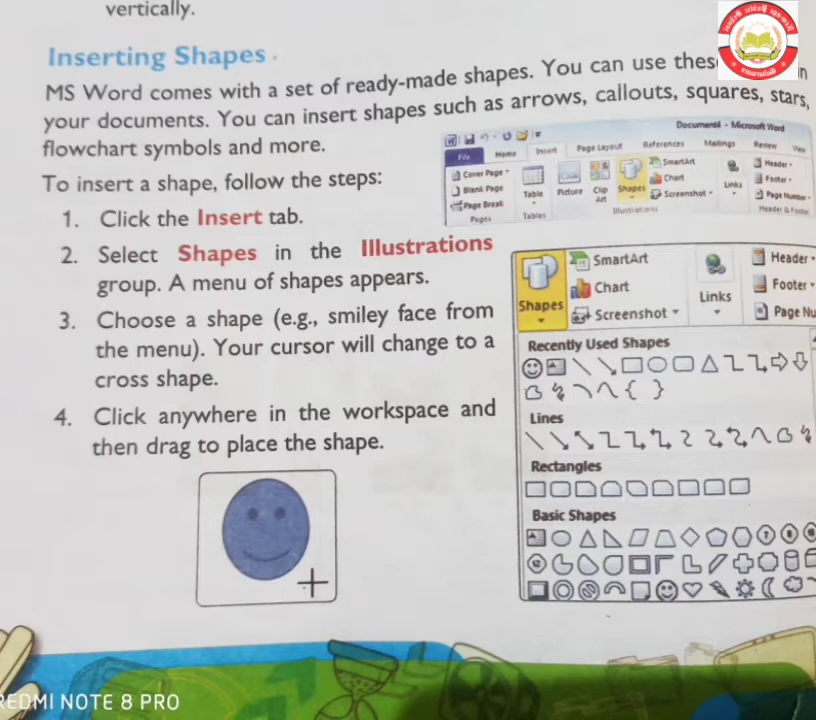 vertically.
Inserting Shapes
MS Word comes with a set of ready-made shapes. You can use in
your documents. You can insert shapes such as arrows, callouts, squares, stars,
flowchart symbols and more.
To insert a shape, follow the steps:
1. Click the Insert tab.
2. Select Shapes in the Illustrations
group. A menu of shapes appears.
3. Choose a shape (e.g., smiley face from
the menu). Your cursor will change to a
cross shape.
4. Click anywhere in the workspace and
then drag to place the shape.
Document4 - Microsoft Word
File Home Insert Page Layout References Mailings Review View
Cover Page
Blank Page
Page Break
Pages
Table
Tables
Picture
Clip
Art
Shapes
SmartArt
Chart
Screenshot
Illustrations
Links
Header
Footer
Page Number
Header & Footer
Shapes
SmartArt
Chart
Screenshot
Links
Header
Footer
Page Nu
Recently Used Shapes
Lines
Rectangles
Basic Shapes
REDMI NOTE 8 PRO